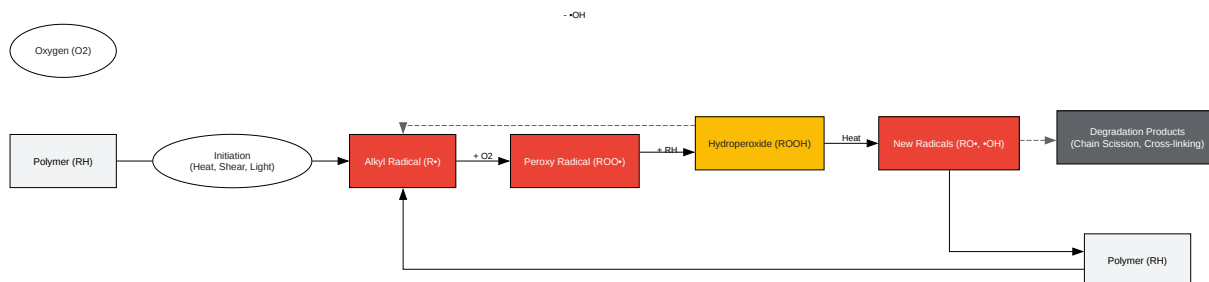 - •OH
Oxygen (O2)
Polymer (RH)
Initiation
(Heat, Shear, Light)
Alkyl Radical (R•)
+ O2
Peroxy Radical (ROO•)
+ RH
Hydroperoxide (ROOH)
Heat
New Radicals (RO•, •OH)
Degradation Products
(Chain Scission, Cross-linking)
Polymer (RH)